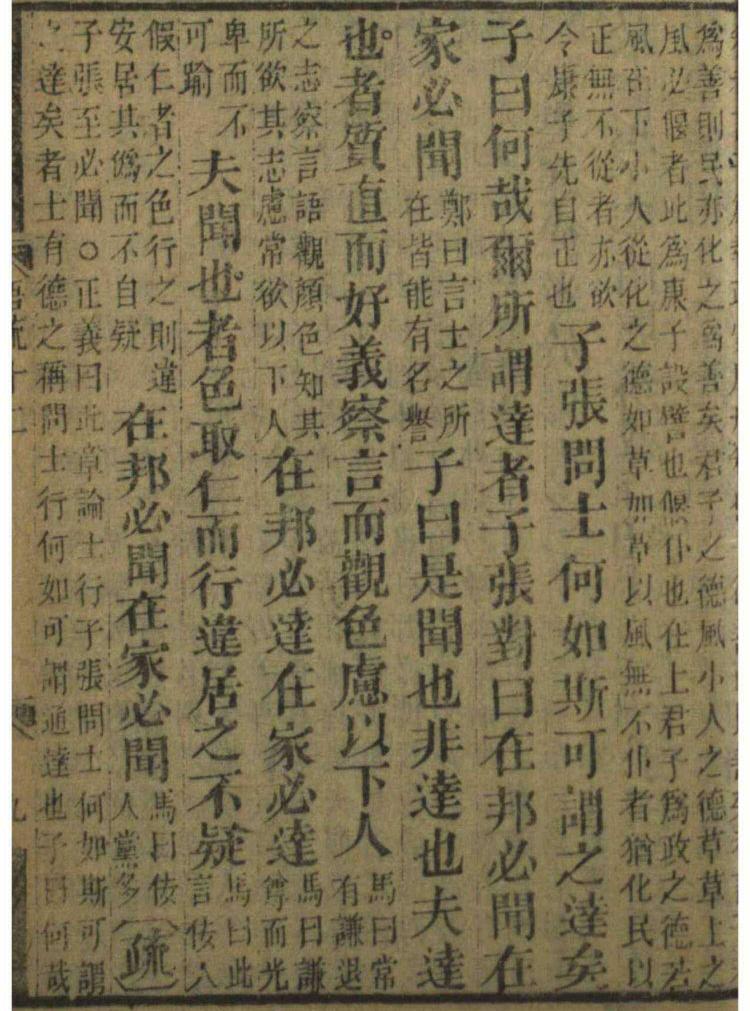 為善則民亦化之為善矣君子之德風小人之德草草上之
風必偃者此為康子設譬也偃仆也在上君子為政之德若
風在下小人從化之德如草加草以風無不仆者猶化民以
正無不從者亦欲
令康子先自正也
子張問士何如斯可謂之達矣
子曰何哉爾所謂達者子張對曰在邦必聞在
家必聞
鄭曰言士之所
在皆能有名譽
子曰是聞也非達也夫達
也者質直而好義察言而觀色慮以下人
馬曰常
有謙退
之志察言語觀顏色知其
所欲其志慮常欲以下人
在邦必達在家必達
馬曰謙
尊而光
卑而不
可踰
夫聞也者色取仁而行違居之不疑
馬曰此
言佞人
假仁者之色行之則違
安居其偽而不自疑
在邦必聞在家必聞
馬曰佞
人黨多
疏
子張至必聞○正義曰此章論士行子張問士何如斯可謂
之達矣者士有德之稱問士行何如可謂通達也子曰何哉
語疏十二
九